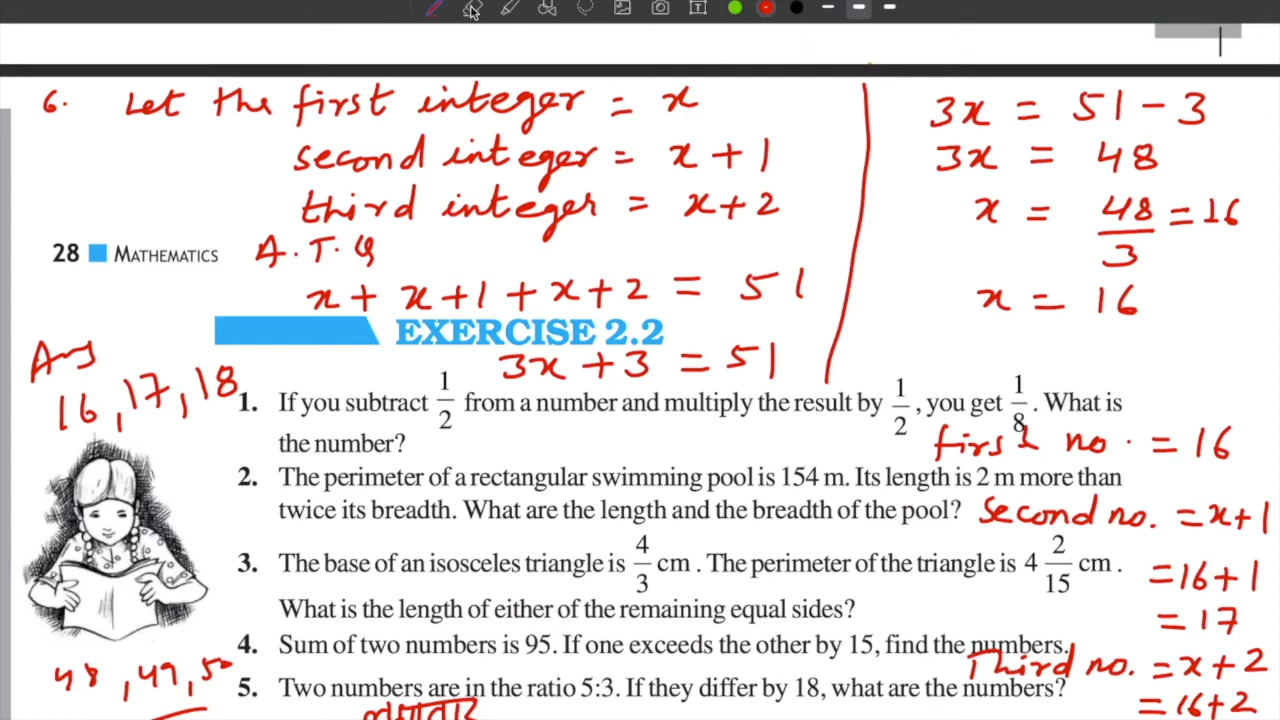 6. Let the first integer = x
second integer = x + 1
third integer = x + 2
28 MATHEMATICS
A.T.Q
x + x + 1 + x + 2 = 51
EXERCISE 2.2
3x + 3 = 51
3x = 51 - 3
3x = 48
x = 48/3 = 16
x = 16
Ans
16, 17, 18
1. If you subtract 1/2 from a number and multiply the result by 1/2, you get 1/8. What is
the number?
first no. = 16
2. The perimeter of a rectangular swimming pool is 154 m. Its length is 2 m more than
twice its breadth. What are the length and the breadth of the pool?
second no. = x + 1
3. The base of an isosceles triangle is 4/3 cm. The perimeter of the triangle is 4 2/15 cm.
= 16 + 1
What is the length of either of the remaining equal sides?
= 17
4. Sum of two numbers is 95. If one exceeds the other by 15, find the numbers.
Third no. = x + 2
48, 49, 50
5. Two numbers are in the ratio 5:3. If they differ by 18, what are the numbers?
= 16 + 2